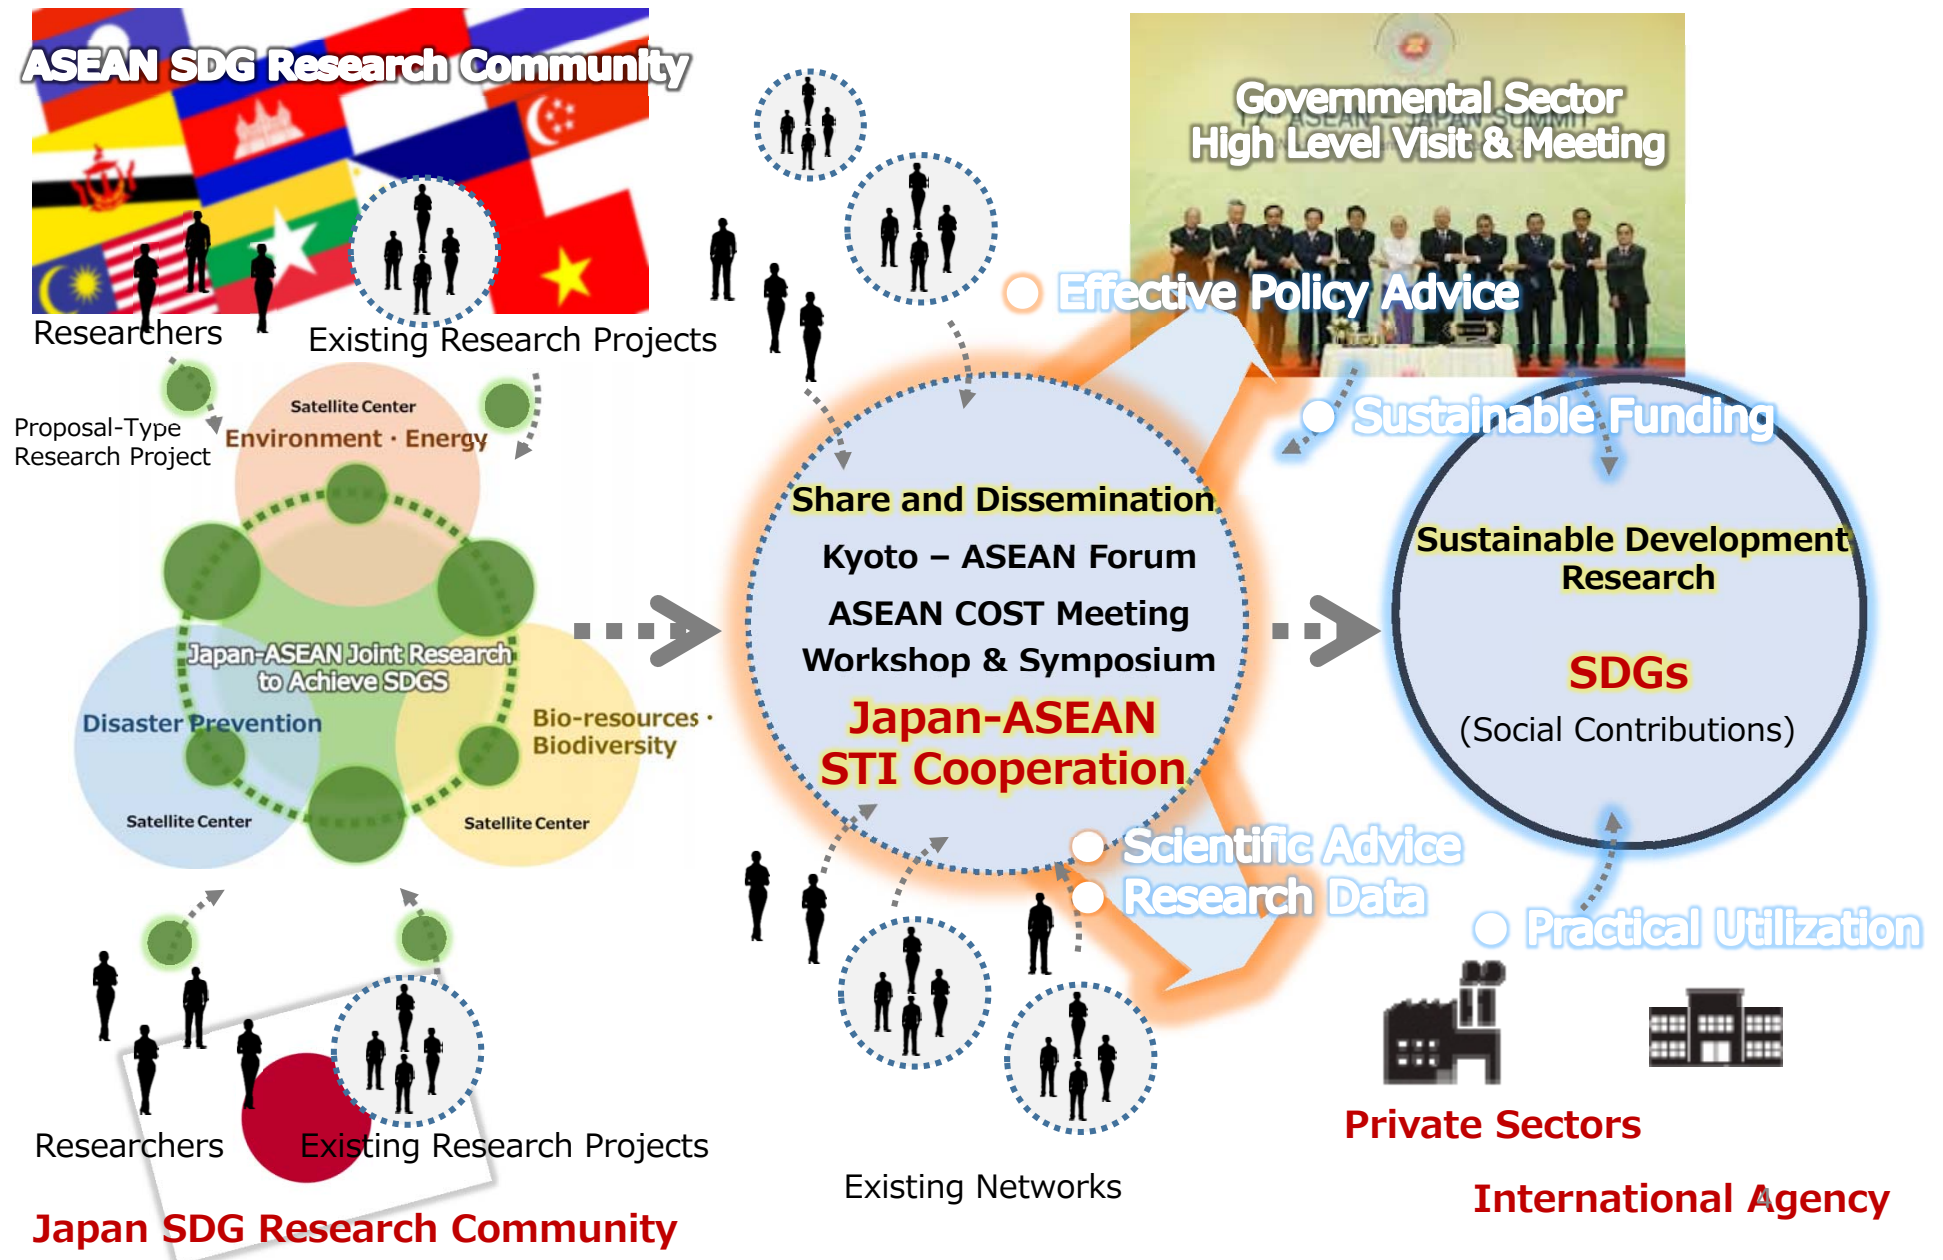 ASEAN SDG Research Community
Researchers
Existing Research Projects
Proposal-Type
Research Project
Satellite Center
Environment · Energy
Japan-ASEAN Joint Research
to Achieve SDGS
Disaster Prevention
Satellite Center
Bio-resources ·
Biodiversity
Satellite Center
Researchers
Existing Research Projects
Japan SDG Research Community
Share and Dissemination
Kyoto – ASEAN Forum
ASEAN COST Meeting
Workshop & Symposium
Japan-ASEAN
STI Cooperation
Existing Networks
Governmental Sector
High Level Visit & Meeting
ASEAN – JAPAN SUMMIT
Effective Policy Advice
Sustainable Funding
Sustainable Development
Research
SDGs
(Social Contributions)
Scientific Advice
Research Data
Practical Utilization
Private Sectors
International Agency
4